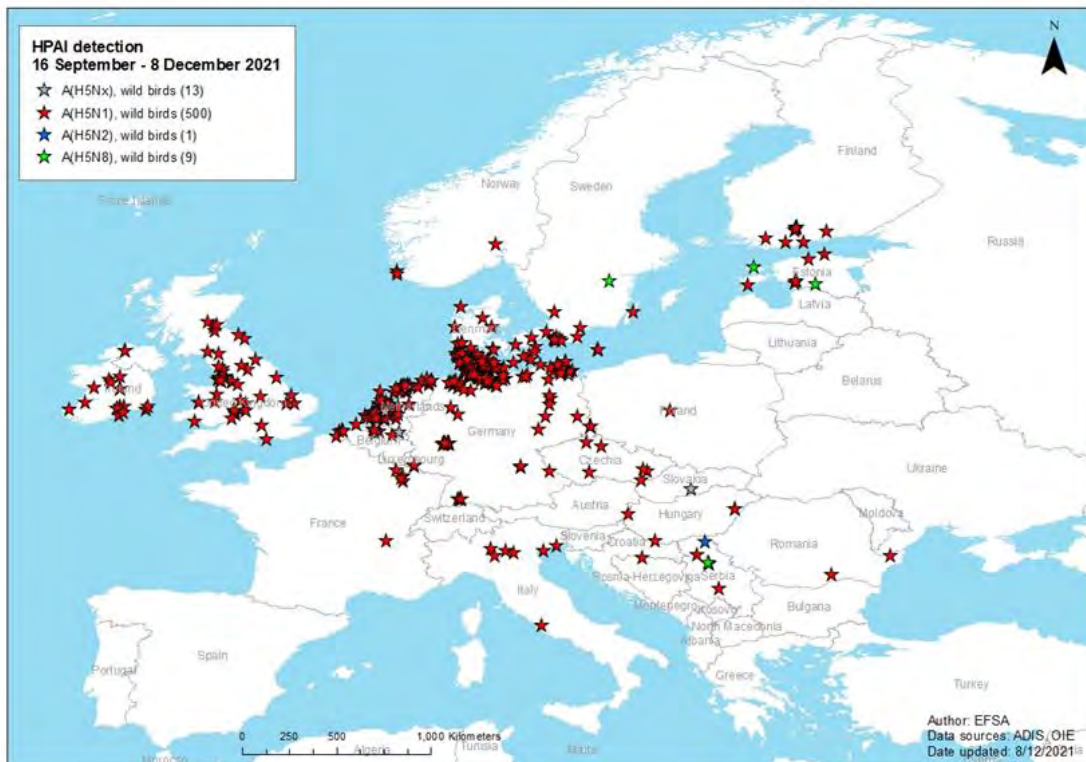 HPAI detection
16 September - 8 December 2021
A(H5Nx), wild birds (13)
A(H5N1), wild birds (500)
A(H5N2), wild birds (1)
A(H5N8), wild birds (9)
N
Finland
Norway
Sweden
Russia
Estonia
Latvia
Lithuania
Belarus
Poland
Germany
Belgium
Luxembourg
Czechia
Ukraine
Slovakia
Austria
Hungary
Moldova
France
Switzerland
Slovenia
Croatia
Romania
Bosnia-Herzegovina
Serbia
Italy
Montenegro
Kosovo*
Bulgaria
North Macedonia
Albania
Portugal
Spain
Greece
Turkey
0 250 500 1,000 Kilometers
Algeria
Tunisia
Malta
Morocco
Author: EFSA
Data sources: ADIS, OIE
Date updated: 8/12/2021